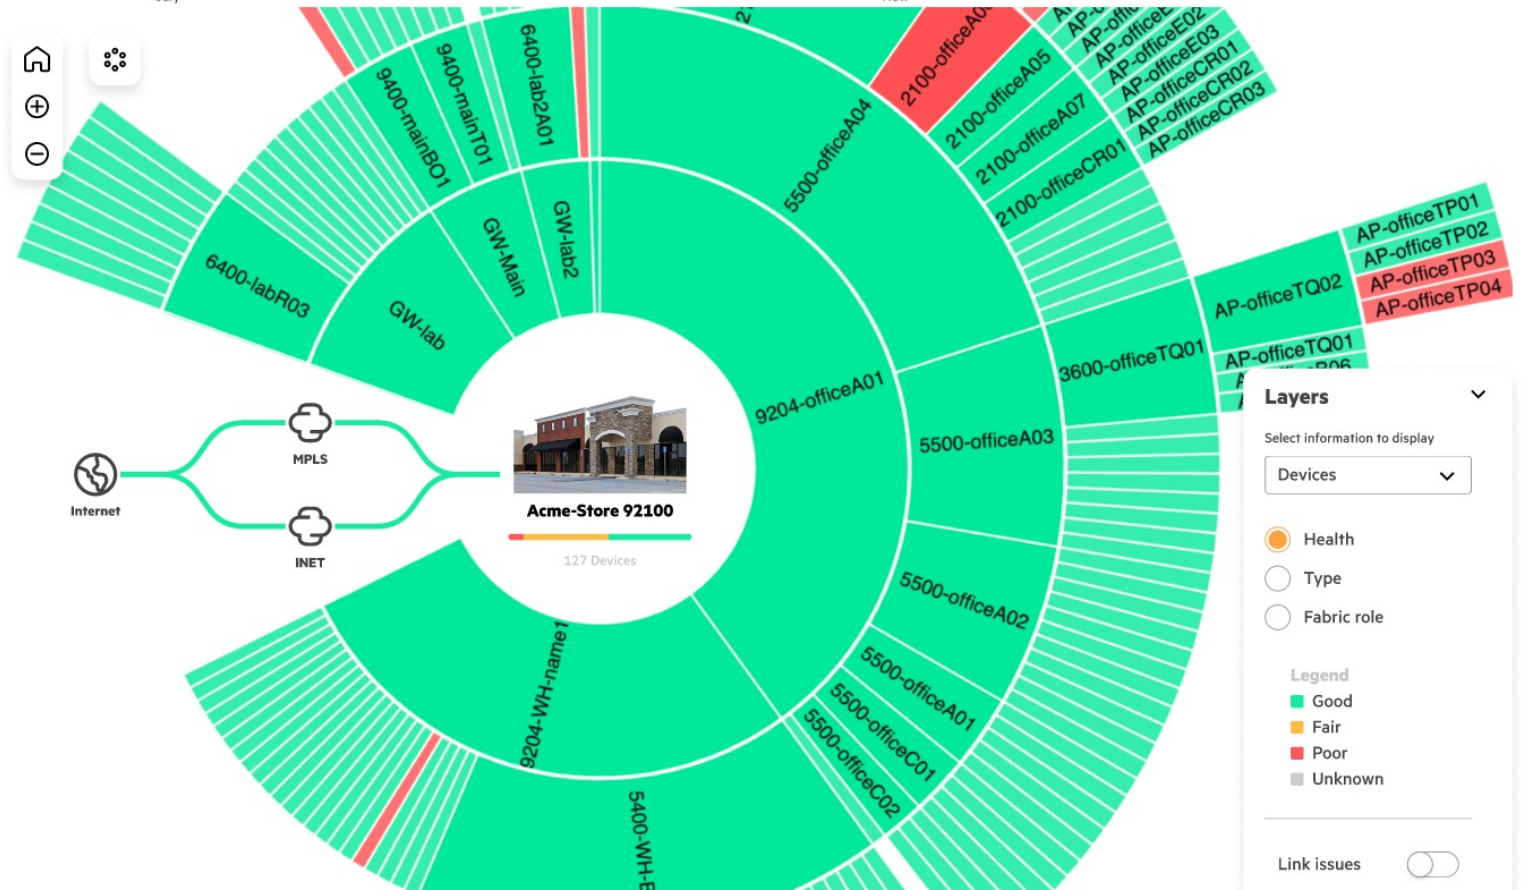 9400-mainBO1
9400-mainT01
6400-lab2A01
5500-officeA04
2100-officeA05
2100-officeA07
2100-officeCR01
AP-officeE02
AP-officeE03
AP-officeCR01
AP-officeCR02
AP-officeCR03
6400-labR03
GW-lab
GW-Main
GW-lab2
9204-officeA01
3600-officeTQ01
AP-officeTQ02
AP-officeTP01
AP-officeTP02
AP-officeTP03
AP-officeTP04
AP-officeTQ01
5500-officeA03
5500-officeA02
5500-officeA01
5500-officeC01
5500-officeC02
9204-WH-name1
5400-WH-
Internet
MPLS
INET
Acme-Store 92100
127 Devices
Layers
Select information to display
Devices
Health
Type
Fabric role
Legend
Good
Fair
Poor
Unknown
Link issues